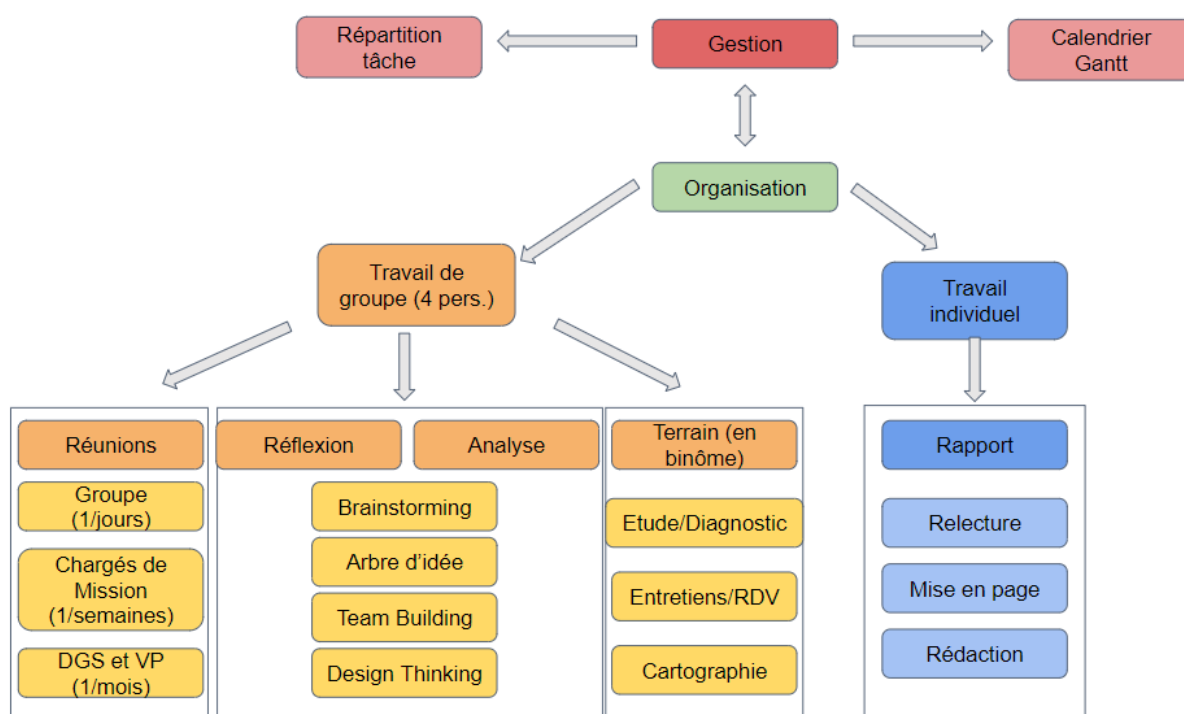 Répartition
tâche
Gestion
Calendrier
Gantt
Organisation
Travail de
groupe (4 pers.)
Travail
individuel
Réunions
Groupe
(1/jours)
Chargés de
Mission
(1/semaines)
DGS et VP
(1/mois)
Réflexion
Analyse
Brainstorming
Arbre d’idée
Team Building
Design Thinking
Terrain (en
binôme)
Etude/Diagnostic
Entretiens/RDV
Cartographie
Rapport
Relecture
Mise en page
Rédaction